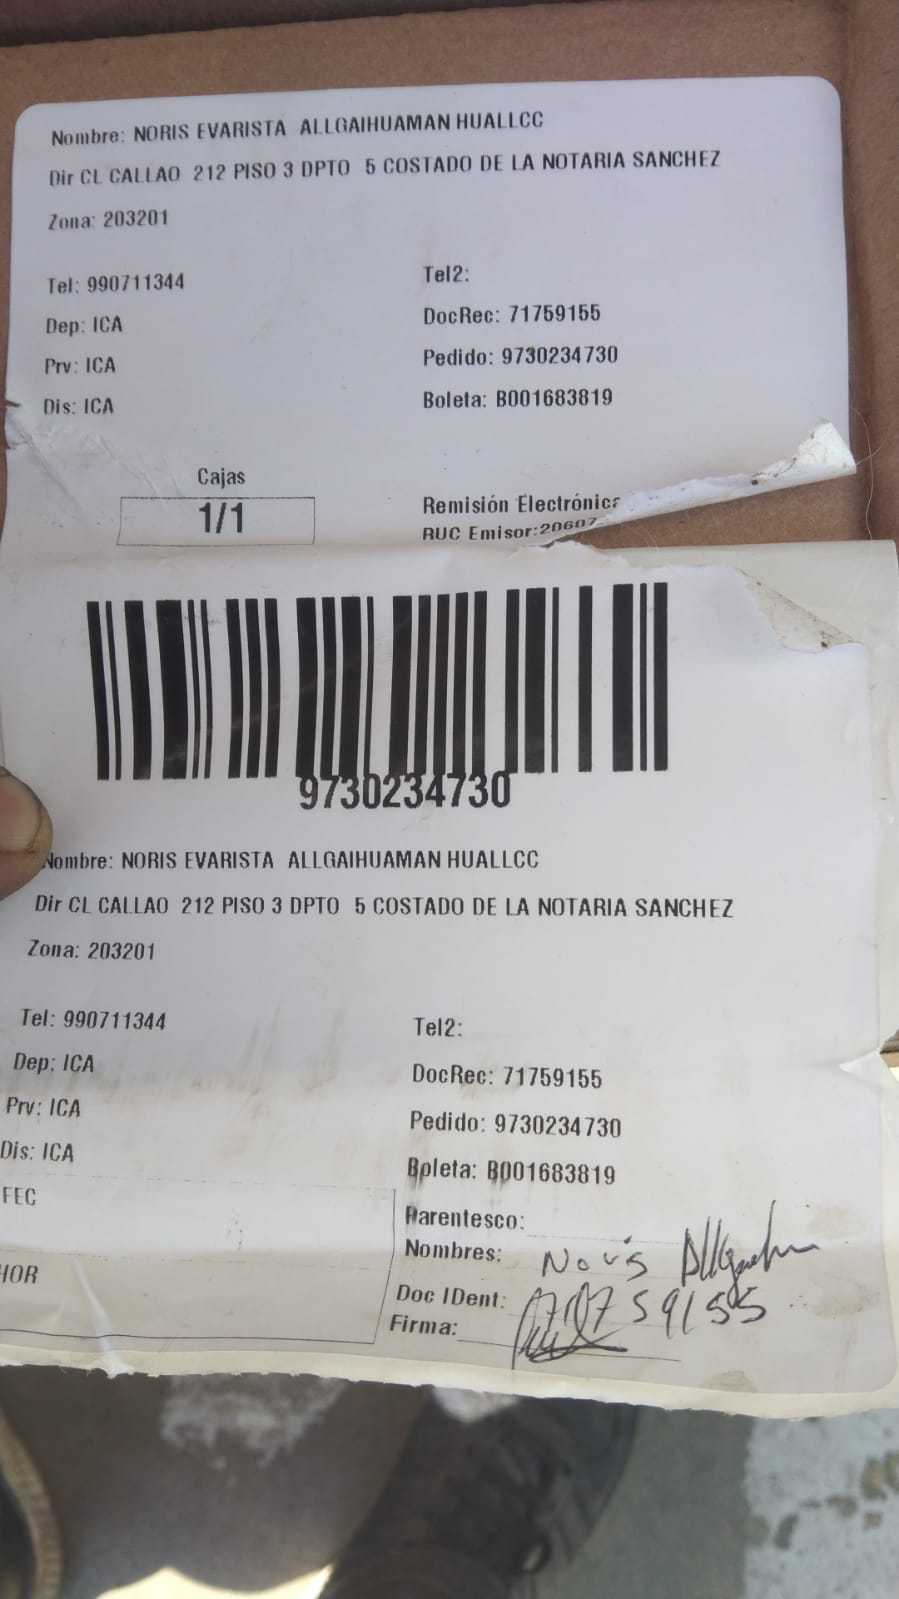 Nombre: NORIS EVARISTA ALLGAIHUAMAN HUALLCC
Dir CL CALLAO 212 PISO 3 DPTO 5 COSTADO DE LA NOTARIA SANCHEZ
Zona: 203201
Tel: 990711344 Tel2:
Dep: ICA DocRec: 71759155
Prv: ICA Pedido: 9730234730
Dis: ICA Boleta: B001683819
Cajas
1/1
Remisión Electrónica
RUC Emisor:20607
9730234730
Nombre: NORIS EVARISTA ALLGAIHUAMAN HUALLCC
Dir CL CALLAO 212 PISO 3 DPTO 5 COSTADO DE LA NOTARIA SANCHEZ
Zona: 203201
Tel: 990711344 Tel2:
Dep: ICA DocRec: 71759155
Prv: ICA Pedido: 9730234730
Dis: ICA Boleta: B001683819
FEC
Parentesco:
Nombres: Noris
HOR
Doc IDent: 71759155
Firma: